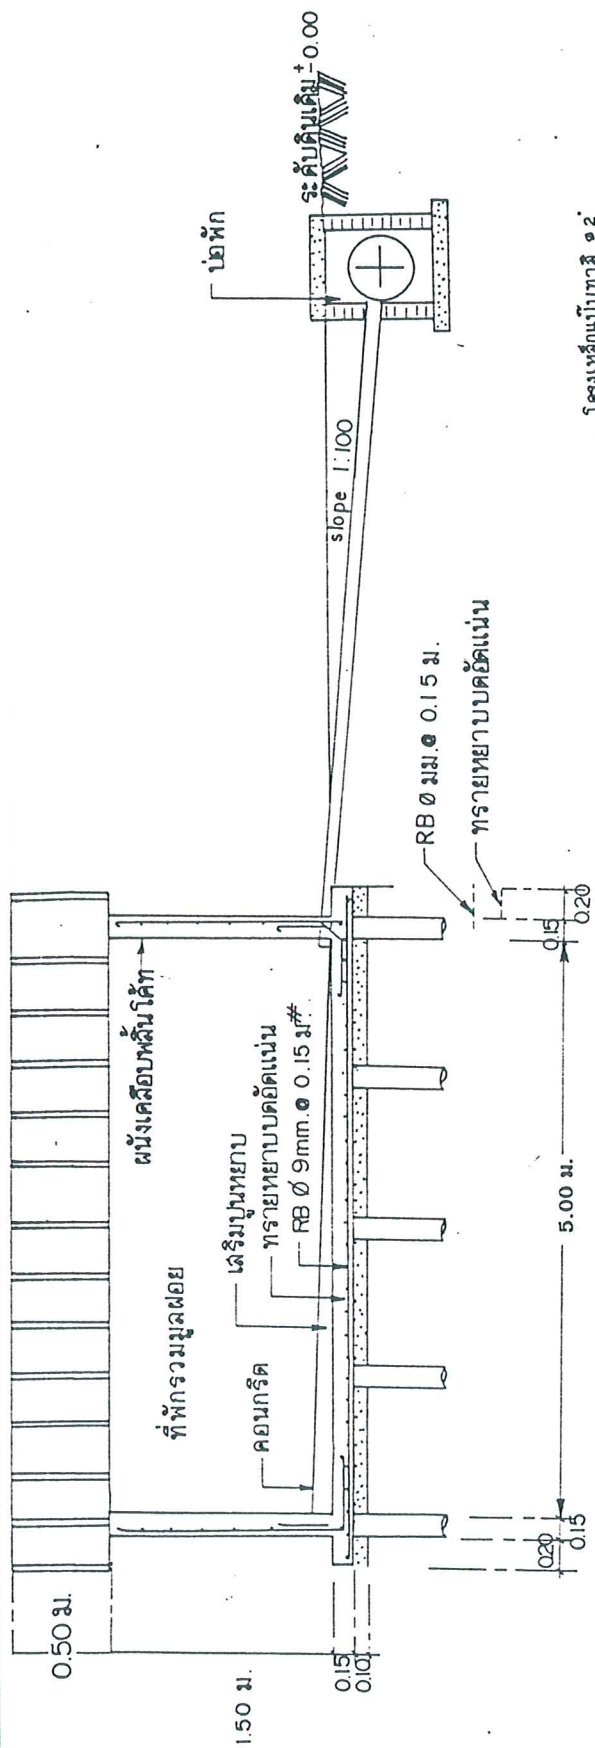 0.50 ม.
1.50 ม.
0.15
0.10
ผนังเคลือบพลินโค้ท
ที่พักรวมมูลฝอย
คอนกรีต
เสริมปูนหยาบ
ทรายหยาบบดอัดแน่น
RB Ø 9mm.@ 0.15 ม#
slope 1:100
บ่อพัก
ระดับดินเดิม ±0.00
RB Ø มม.@ 0.15 ม.
ทรายหยาบบดอัดแน่น
0.20
0.15
5.00 ม.
0.15
0.20